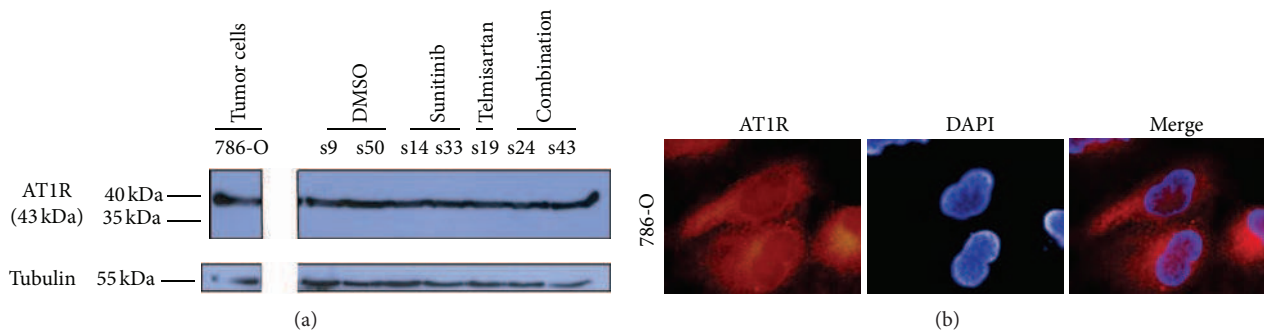 Tumor cells
DMSO
Sunitinib
Telmisartan
Combination
786-O s9 s50 s14 s33 s19 s24 s43
AT1R
(43 kDa)
40 kDa
35 kDa
Tubulin 55 kDa
(a)
AT1R DAPI Merge
786-O
(b)